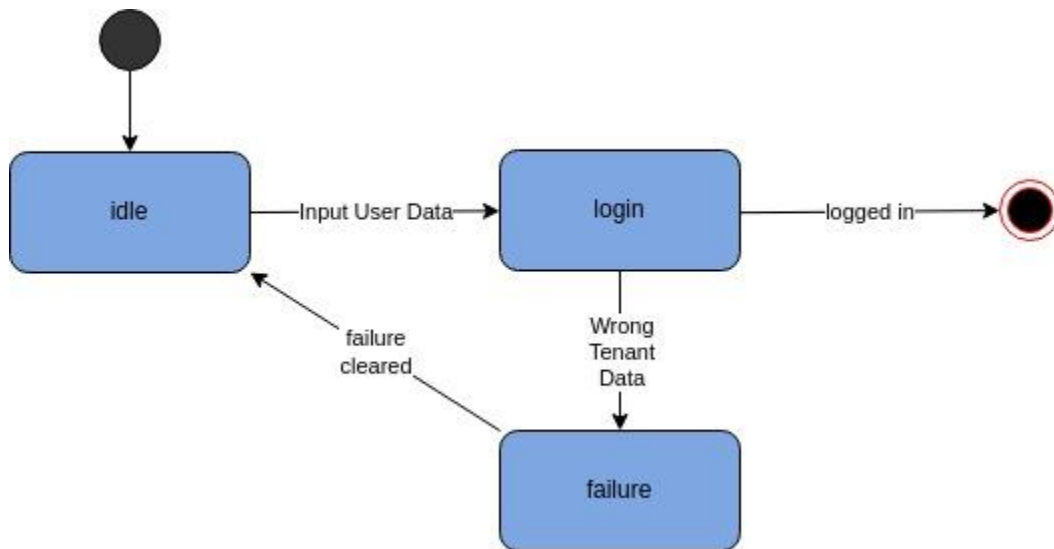 idle
Input User Data
login
logged in
failure
cleared
Wrong
Tenant
Data
failure